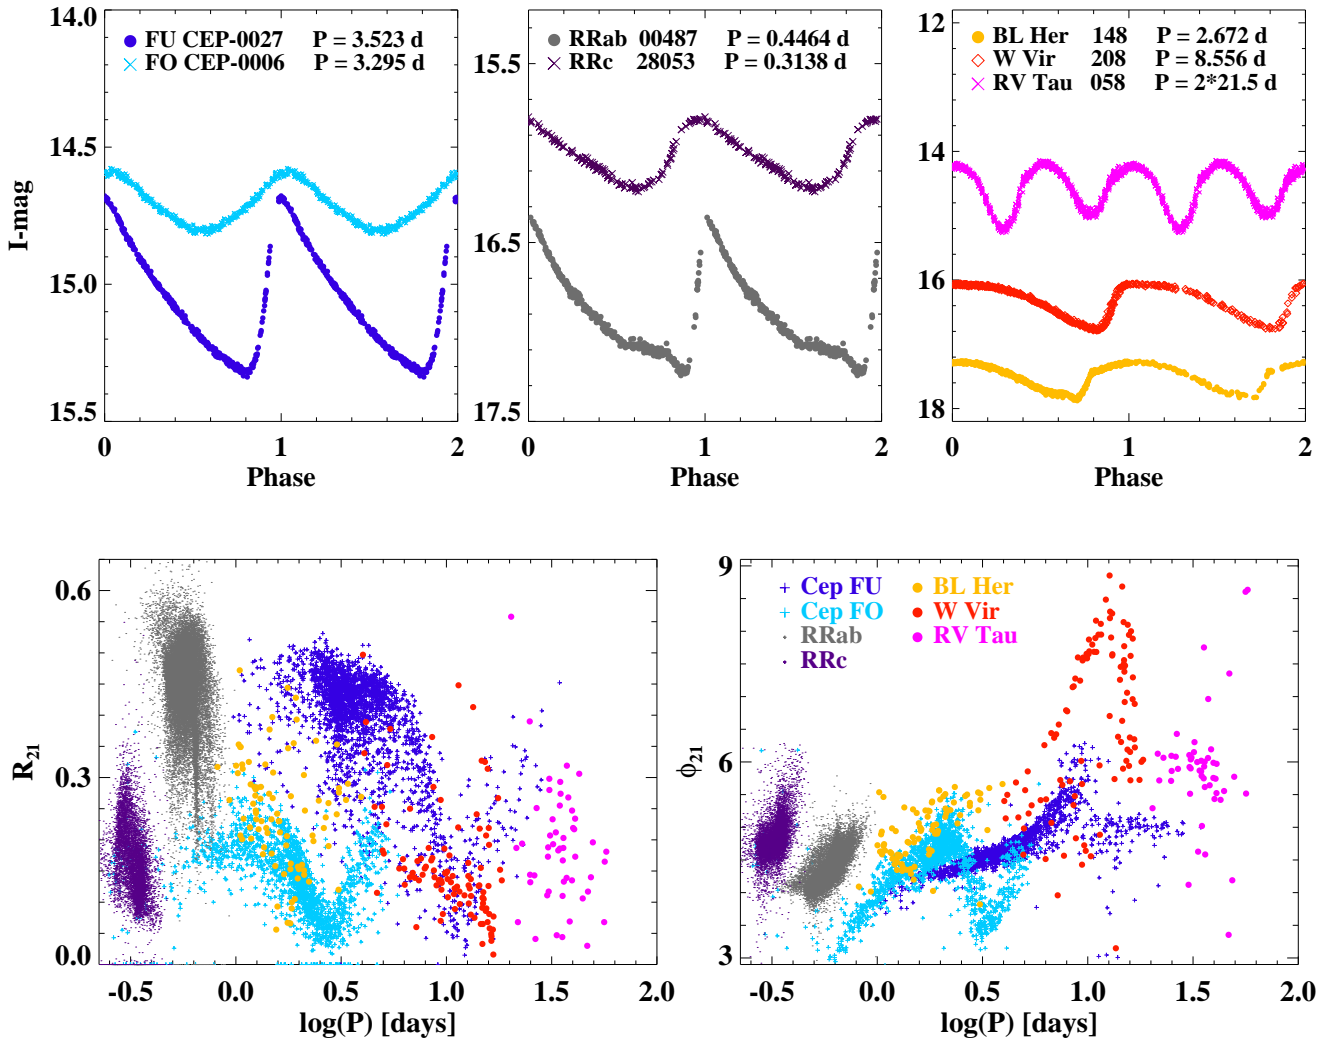 FU CEP-0027 P = 3.523 d
FO CEP-0006 P = 3.295 d
14.0
14.5
15.0
15.5
I-mag
0 1 2
Phase
RRab 00487 P = 0.4464 d
RRc 28053 P = 0.3138 d
15.5
16.5
17.5
0 1 2
Phase
BL Her 148 P = 2.672 d
W Vir 208 P = 8.556 d
RV Tau 058 P = 2*21.5 d
12
14
16
18
0 1 2
Phase
0.6
0.3
0.0
R21
-0.5 0.0 0.5 1.0 1.5 2.0
log(P) [days]
Cep FU
Cep FO
RRab
RRc
BL Her
W Vir
RV Tau
9
6
3
ϕ21
-0.5 0.0 0.5 1.0 1.5 2.0
log(P) [days]